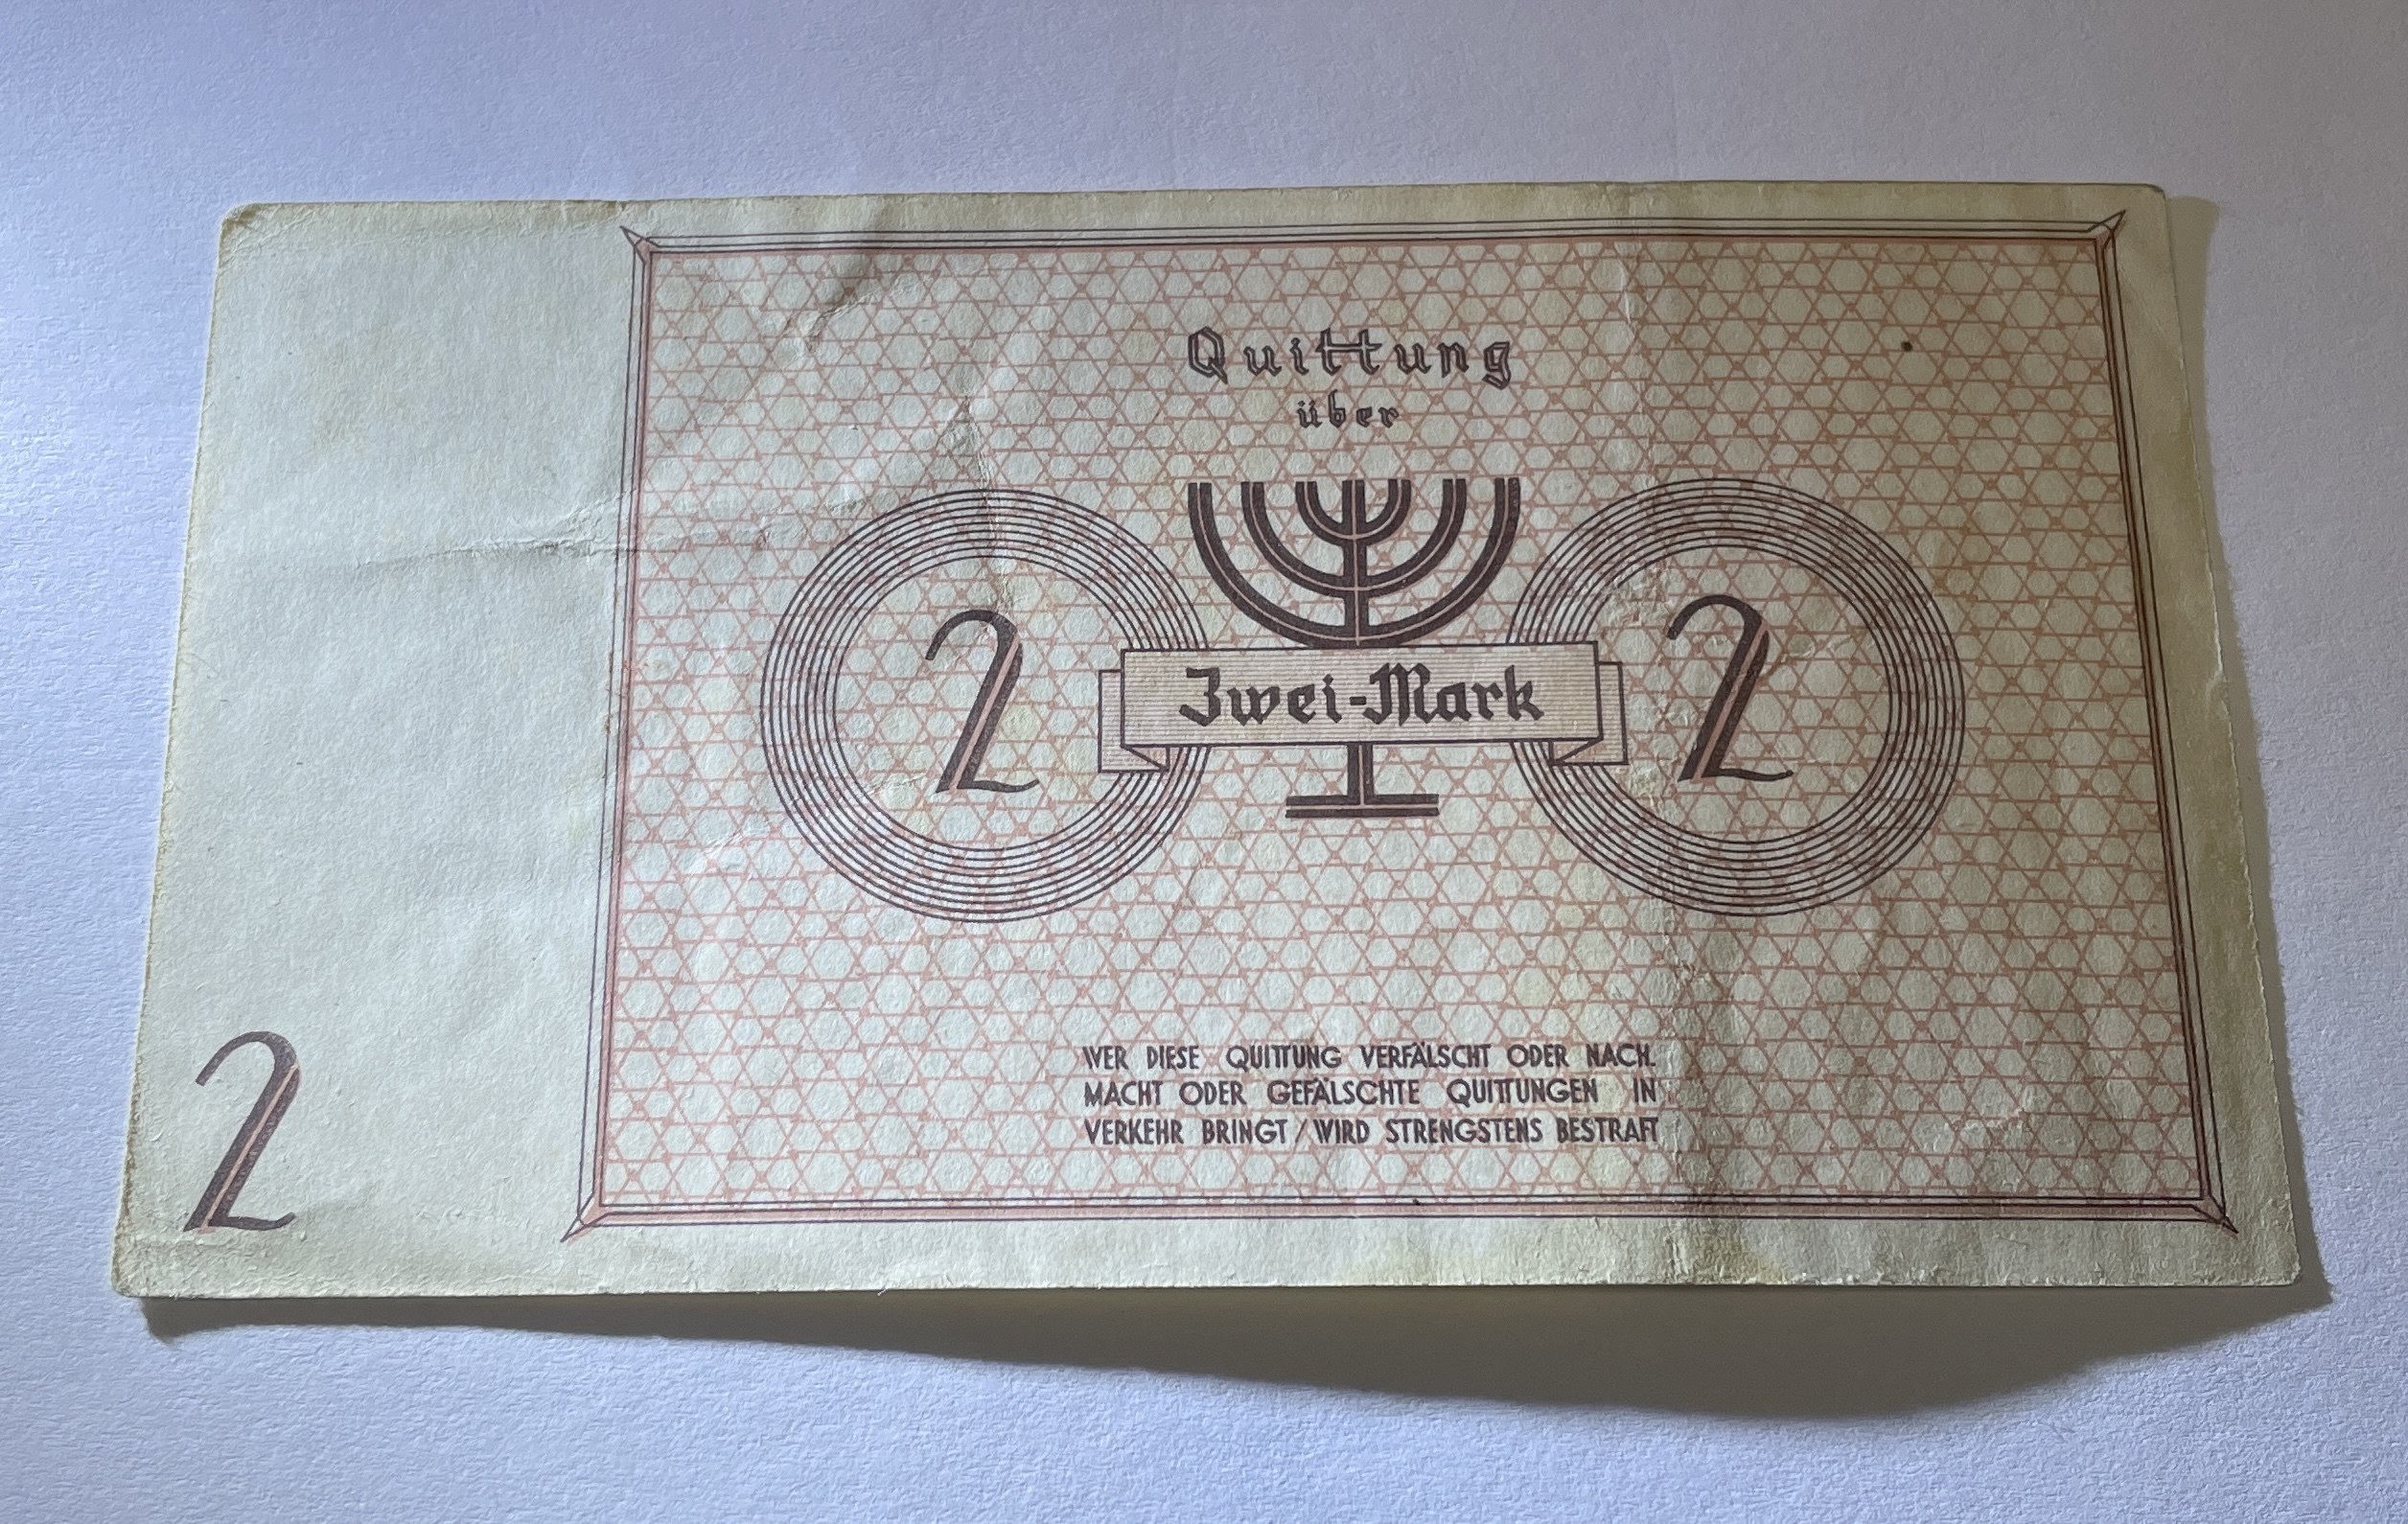 Quittung
über
2 Zwei-Mark 2
WER DIESE QUITTUNG VERFÄLSCHT ODER NACH-
MACHT ODER GEFÄLSCHTE QUITTUNGEN IN
VERKEHR BRINGT / WIRD STRENGSTENS BESTRAFT
2